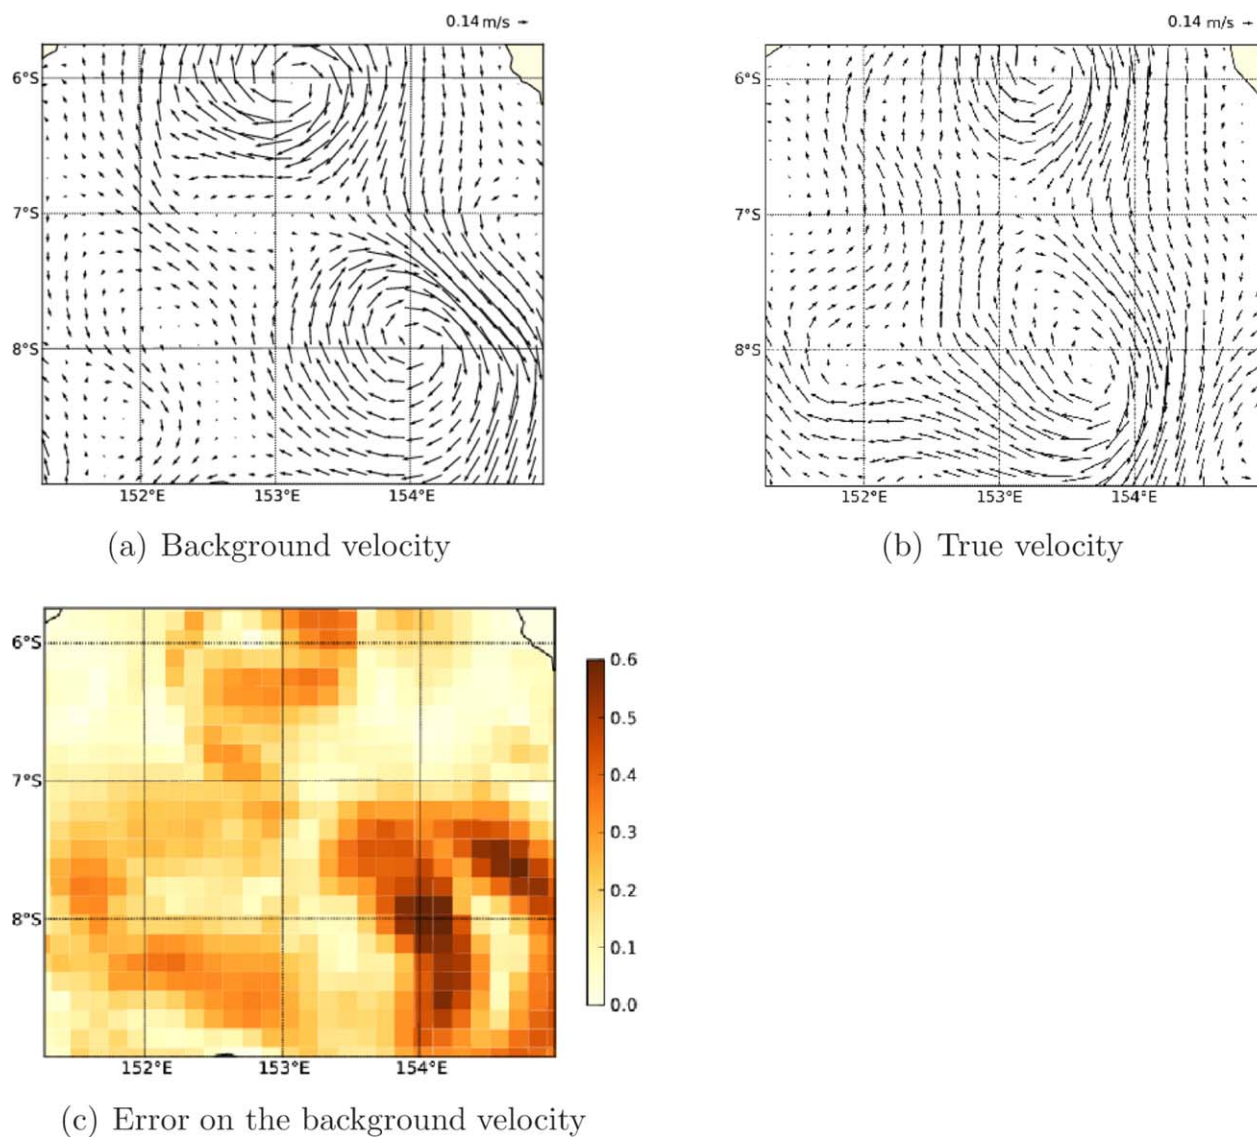 0.14 m/s
0.14 m/s
6°S
7°S
8°S
152°E 153°E 154°E
6°S
7°S
8°S
152°E 153°E 154°E
(a) Background velocity
(b) True velocity
6°S
7°S
8°S
152°E 153°E 154°E
0.6
0.5
0.4
0.3
0.2
0.1
0.0
(c) Error on the background velocity